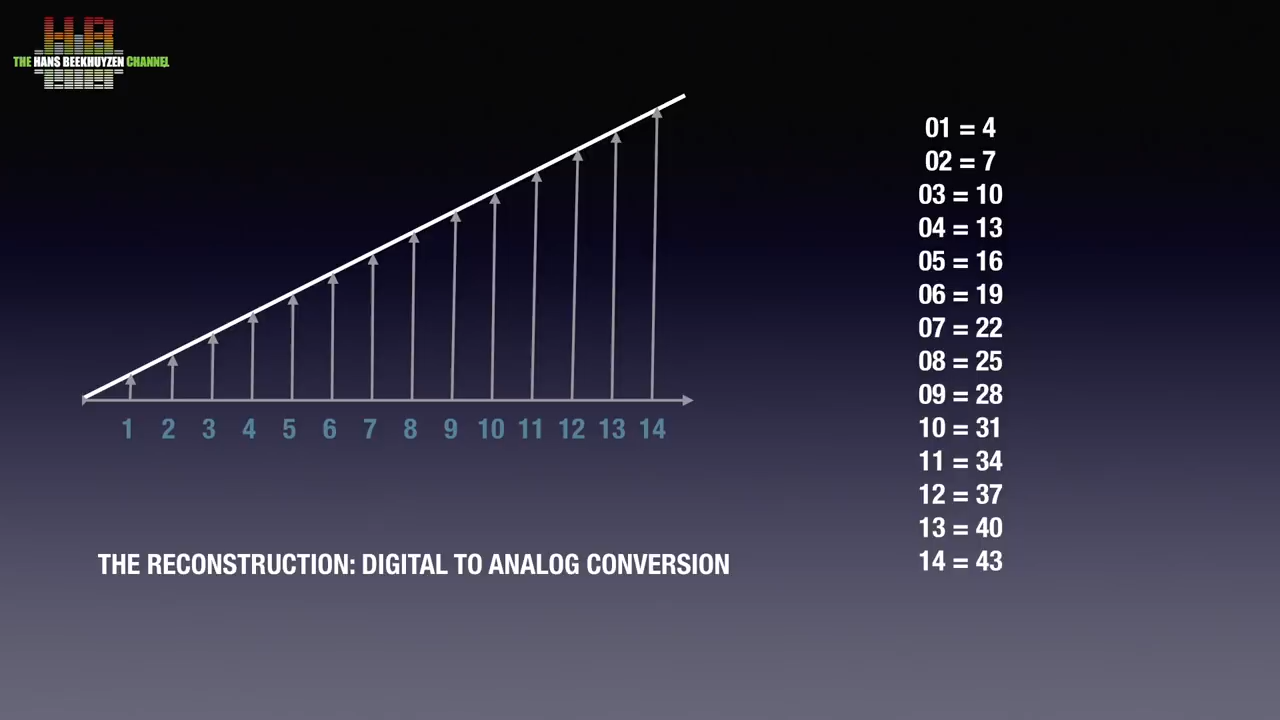 THE HANS BEEKHUYZEN CHANNEL
01 = 4
02 = 7
03 = 10
04 = 13
05 = 16
06 = 19
07 = 22
08 = 25
09 = 28
10 = 31
11 = 34
12 = 37
13 = 40
14 = 43
1 2 3 4 5 6 7 8 9 10 11 12 13 14
THE RECONSTRUCTION: DIGITAL TO ANALOG CONVERSION